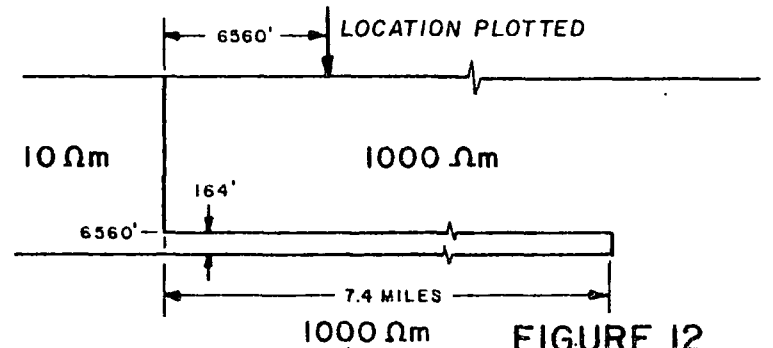 6560'
LOCATION PLOTTED
10 Ωm
1000 Ωm
164'
6560'
7.4 MILES
1000 Ωm
FIGURE 12